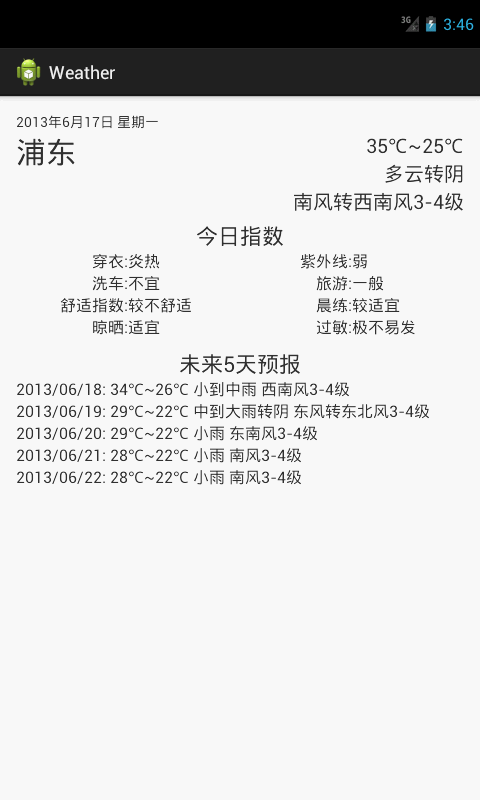 3G 3:46
Weather
2013年6月17日 星期一
浦东
35℃~25℃
多云转阴
南风转西南风3-4级
今日指数
穿衣:炎热 紫外线:弱
洗车:不宜 旅游:一般
舒适指数:较不舒适 晨练:较适宜
晾晒:适宜 过敏:极不易发
未来5天预报
2013/06/18: 34℃~26℃ 小到中雨 西南风3-4级
2013/06/19: 29℃~22℃ 中到大雨转阴 东风转东北风3-4级
2013/06/20: 29℃~22℃ 小雨 东南风3-4级
2013/06/21: 28℃~22℃ 小雨 南风3-4级
2013/06/22: 28℃~22℃ 小雨 南风3-4级